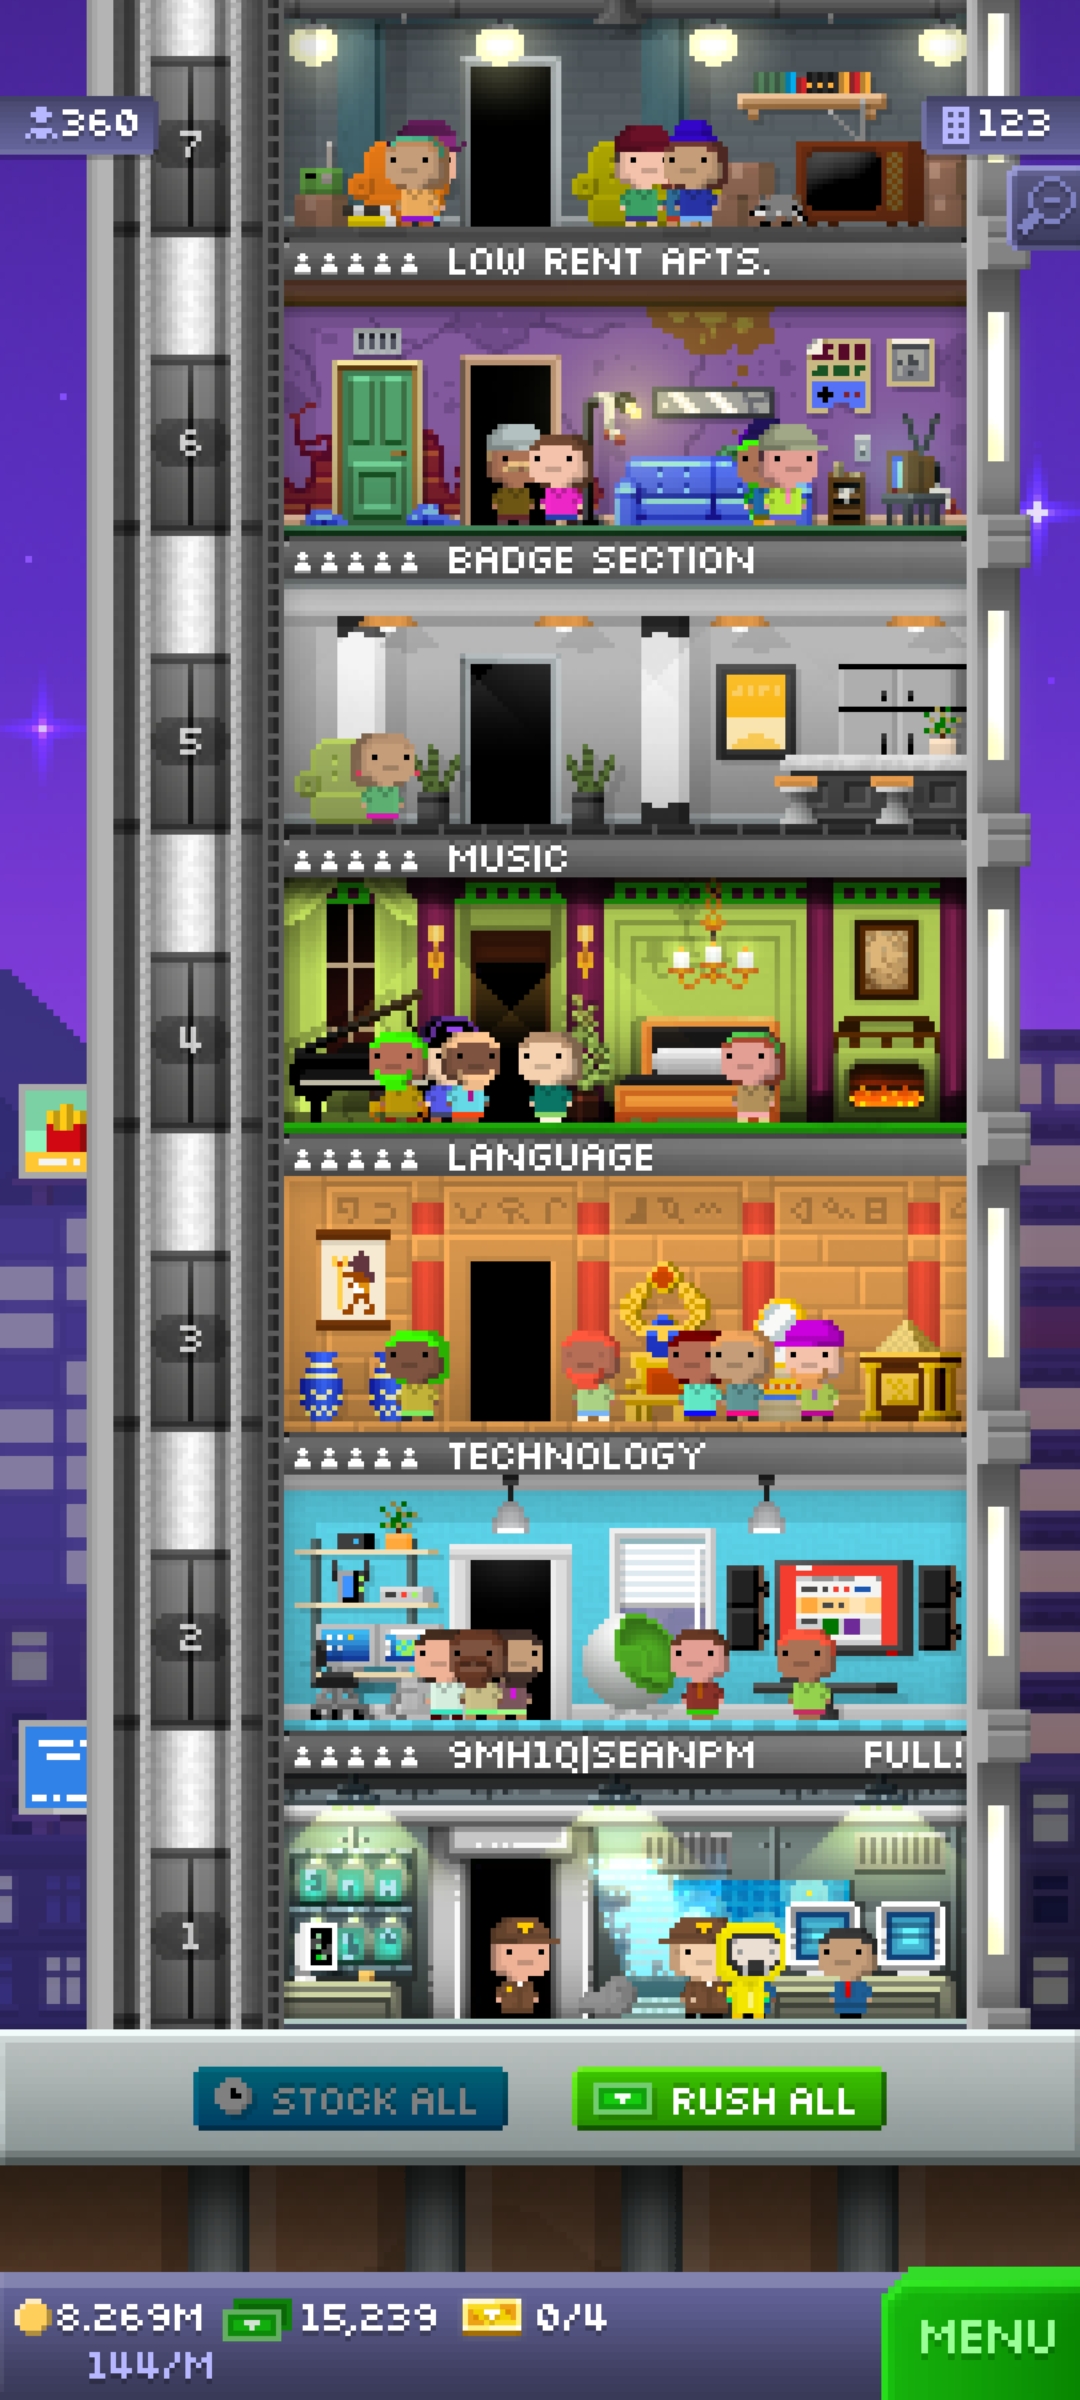 360
123
7
LOW RENT APTS.
6
BADGE SECTION
5
MUSIC
4
LANGUAGE
3
TECHNOLOGY
2
9MH1Q|SEANPM FULL!
1
STOCK ALL
RUSH ALL
8.269M 15,239 0/4
144/M
MENU